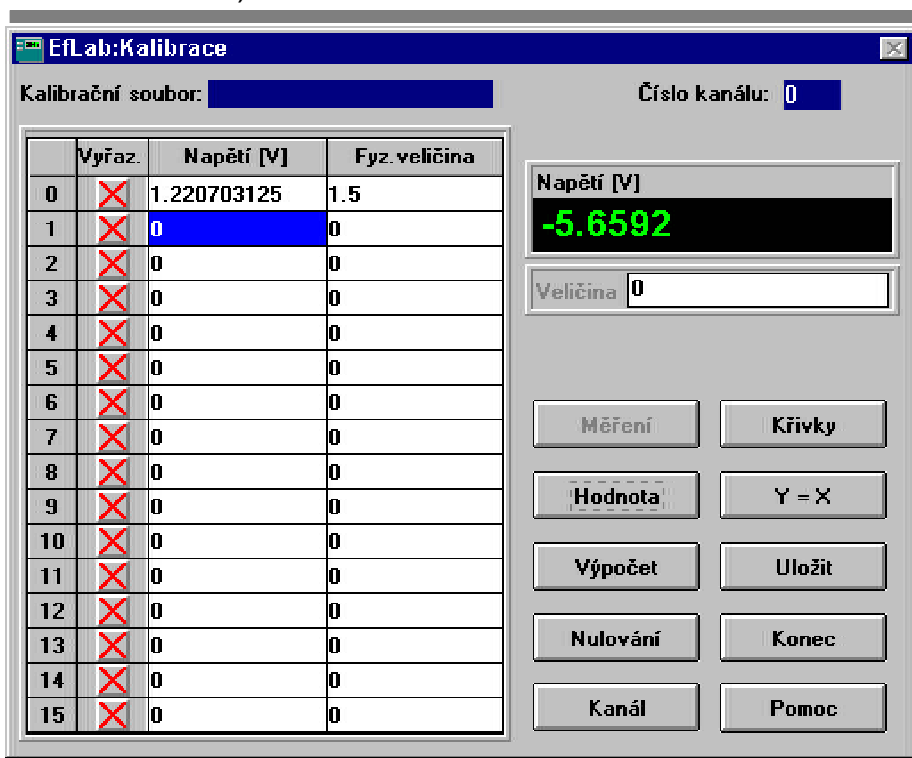 EfLab:Kalibrace
Kalibrační soubor:
Číslo kanálu: 0
Vyřaz. Napětí [V] Fyz.veličina
0 1.220703125 1.5
1 0 0
2 0 0
3 0 0
4 0 0
5 0 0
6 0 0
7 0 0
8 0 0
9 0 0
10 0 0
11 0 0
12 0 0
13 0 0
14 0 0
15 0 0
Napětí [V]
-5.6592
Veličina 0
Měření Křivky
Hodnota Y = X
Výpočet Uložit
Nulování Konec
Kanál Pomoc